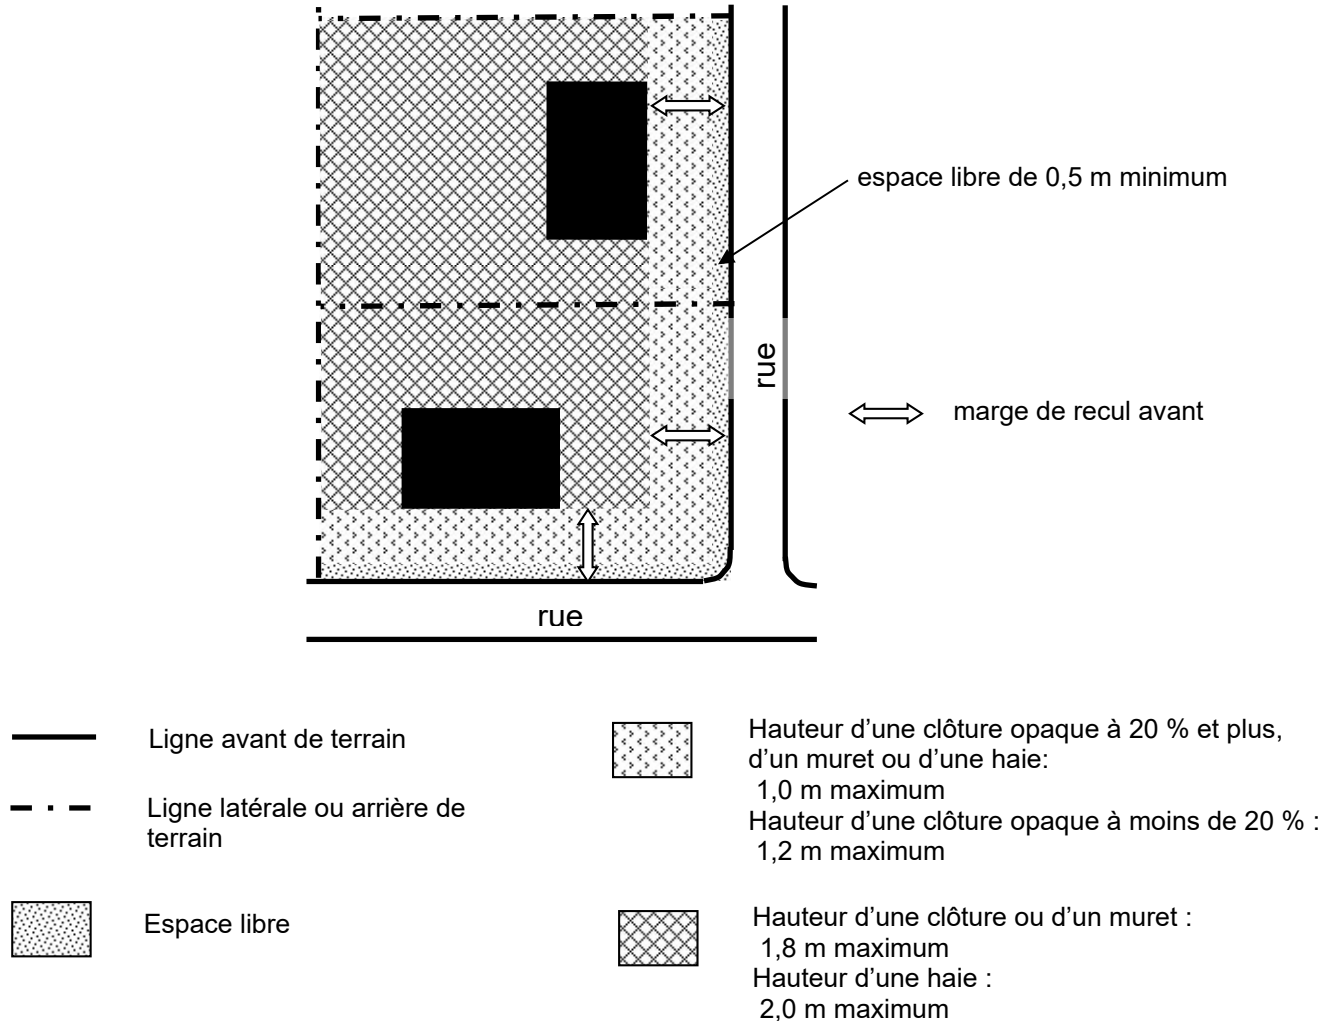 espace libre de 0,5 m minimum
rue
marge de recul avant
rue
Ligne avant de terrain
Ligne latérale ou arrière de
terrain
Espace libre
Hauteur d’une clôture opaque à 20 % et plus,
d’un muret ou d’une haie:
1,0 m maximum
Hauteur d’une clôture opaque à moins de 20 % :
1,2 m maximum
Hauteur d’une clôture ou d’un muret :
1,8 m maximum
Hauteur d’une haie :
2,0 m maximum